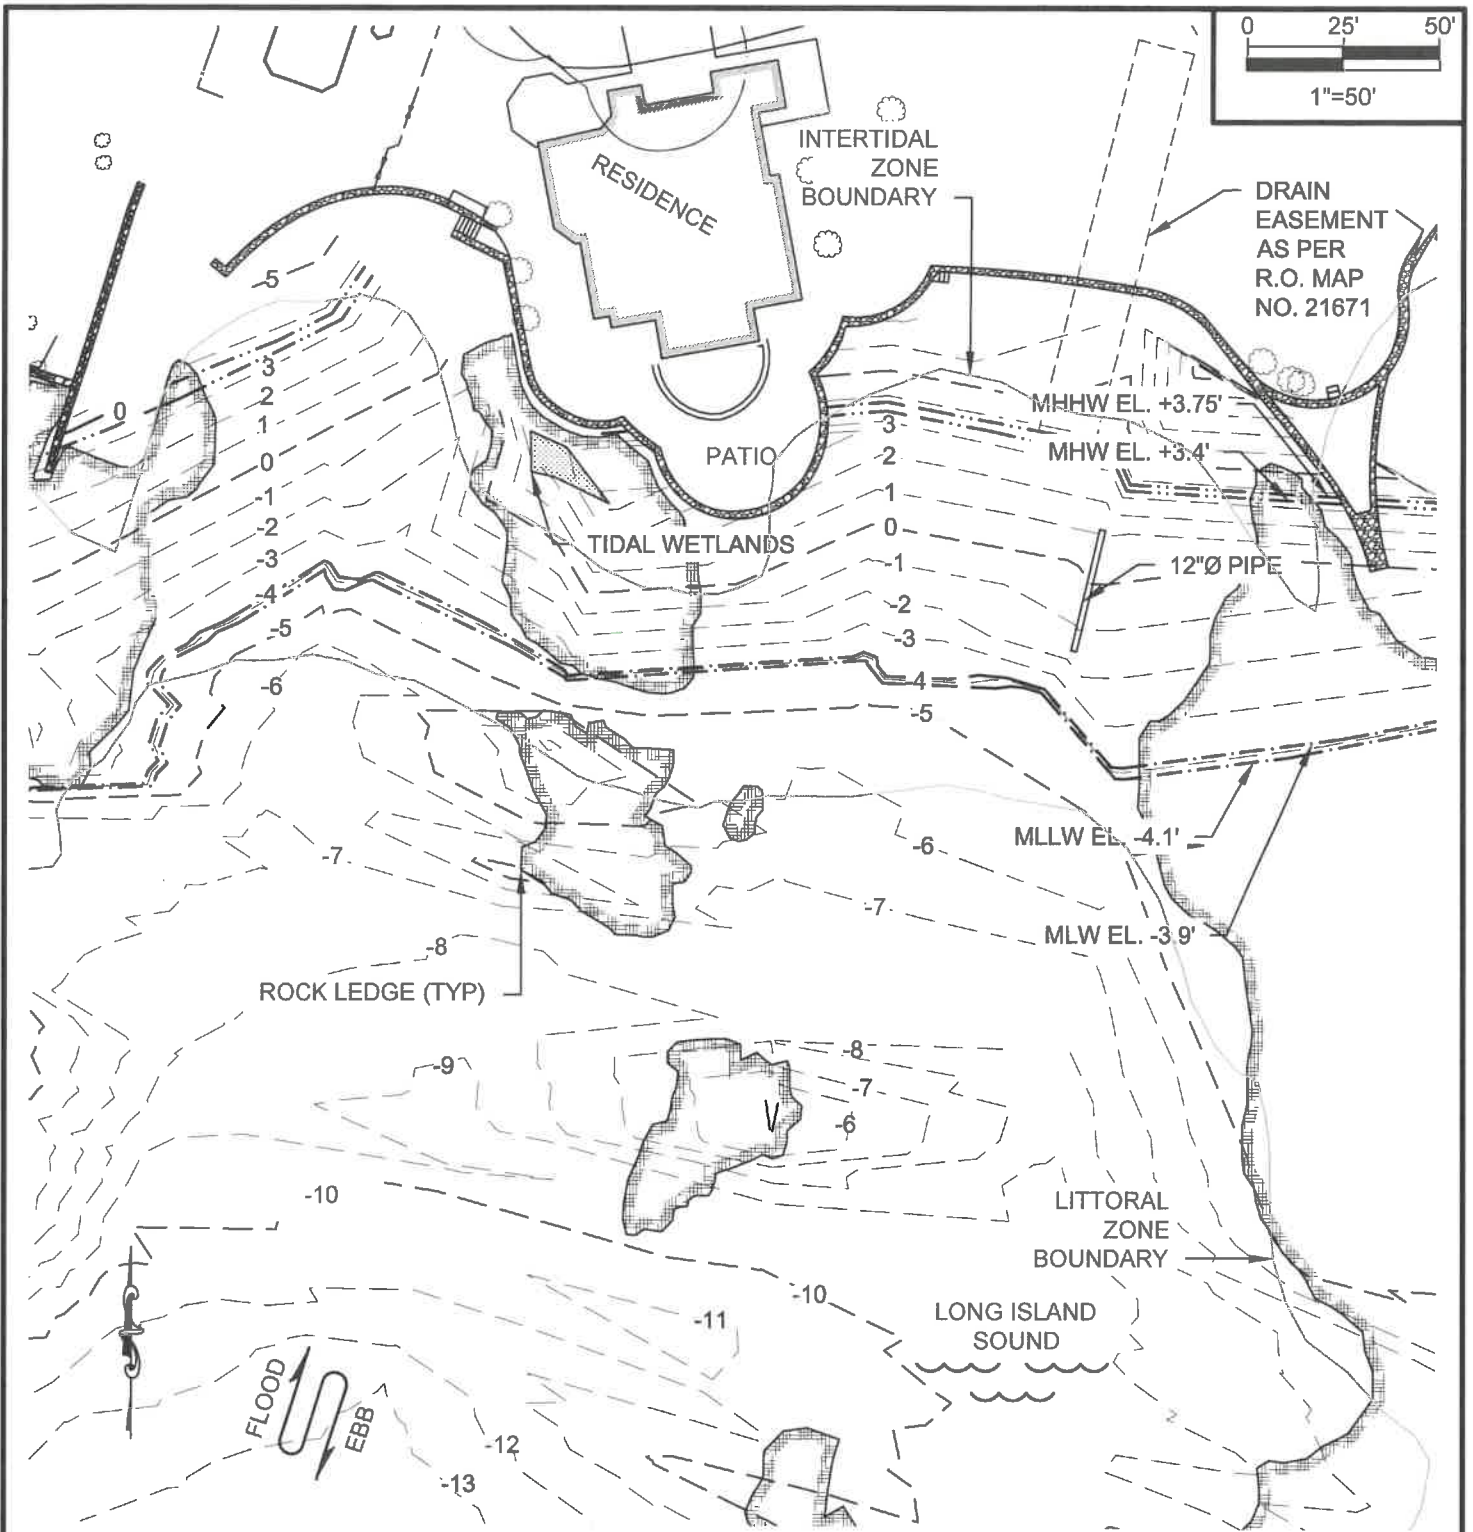 0 25' 50'
1"=50'
INTERTIDAL
ZONE
BOUNDARY
RESIDENCE
DRAIN
EASEMENT
AS PER
R.O. MAP
NO. 21671
-5
3
2
1
0
0
-1
-2
-3
-4
-5
-6
MHHW EL. +3.75'
MHW EL. +3.4'
PATIO
3
2
1
0
-1
-2
-3
-4
-5
TIDAL WETLANDS
12"Ø PIPE
-7
MLLW EL. -4.1'
-6
-7
MLW EL. -3.9'
-8
ROCK LEDGE (TYP)
-9
-8
-7
-6
-10
LITTORAL
ZONE
BOUNDARY
-10
-11
LONG ISLAND
SOUND
FLOOD
EBB
-12
-13